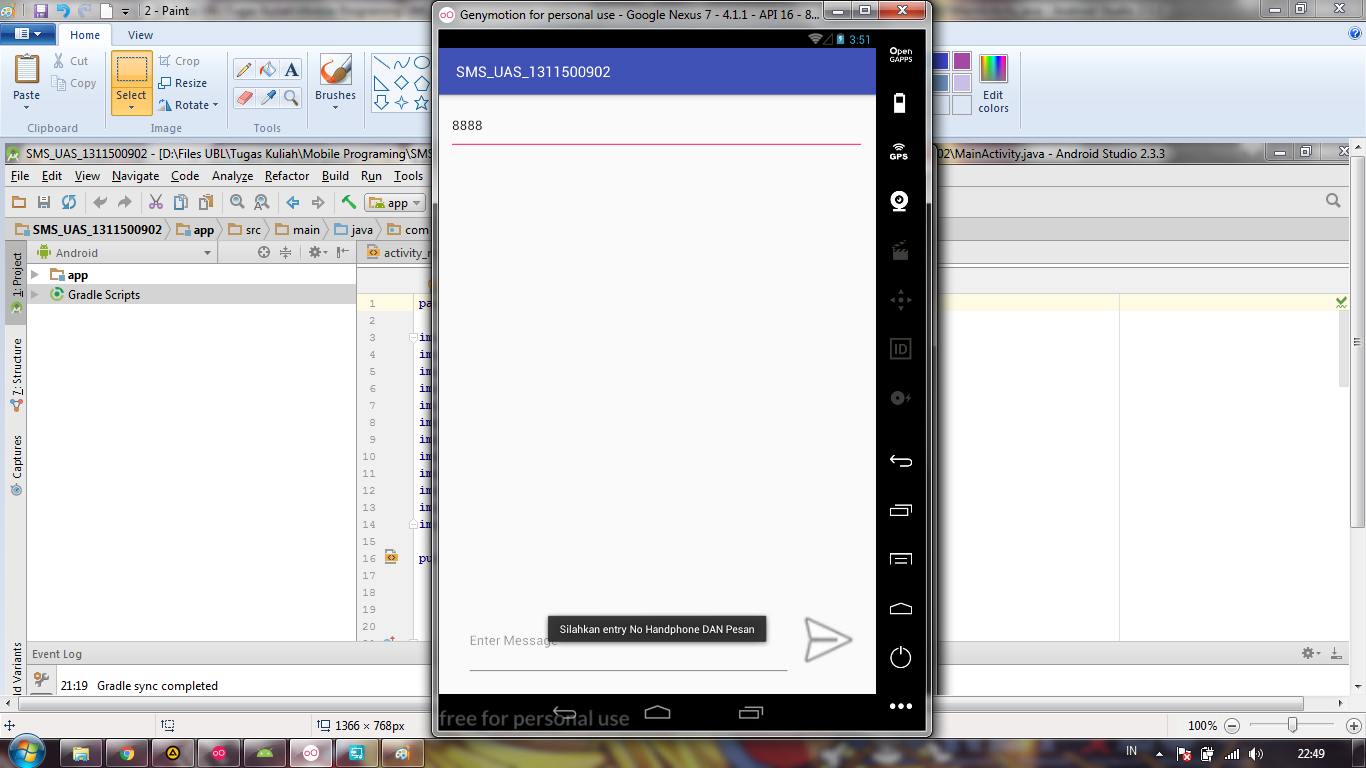 2 - Paint
Home
View
Paste
Cut
Copy
Clipboard
Select
Crop
Resize
Rotate
Image
A
Tools
Brushes
Edit
colors
Genymotion for personal use - Google Nexus 7 - 4.1.1 - API 16 - 8...
3:51
SMS_UAS_1311500902
8888
Enter Message
Silahkan entry No Handphone DAN Pesan
free for personal use
Open
GAPPS
GPS
ID
SMS_UAS_1311500902 - [D:\Files UBL\Tugas Kuliah\Mobile Programing\SMS
02\MainActivity.java - Android Studio 2.3.3
File Edit View Navigate Code Analyze Refactor Build Run Tools
app
SMS_UAS_1311500902 app src main java com
1: Project
7: Structure
Captures
ld Variants
Android
app
Gradle Scripts
activity_
1 pa
2
3 im
4 im
5 im
6 im
7 im
8 im
9 im
10 im
11 im
12 im
13 im
14 im
15
16 pu
17
18
19
20
Event Log
21:19 Gradle sync completed
1366 × 768px
100%
IN
22:49